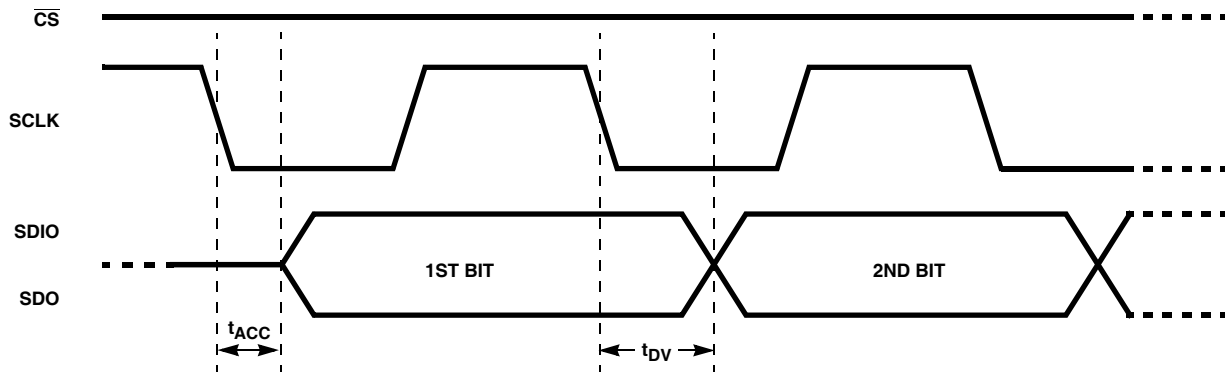 CS
SCLK
SDIO
SDO
1ST BIT
2ND BIT
tACC
tDV